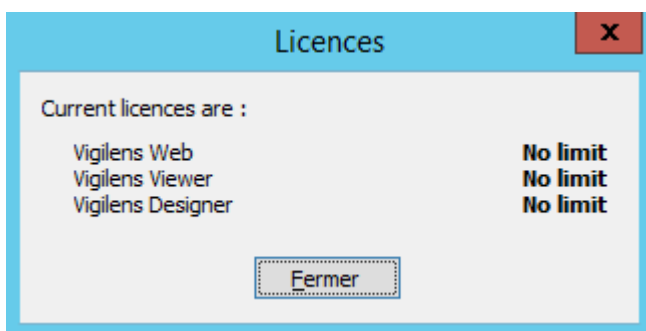 Licences
x
Current licences are :
Vigilens Web No limit
Vigilens Viewer No limit
Vigilens Designer No limit
Fermer